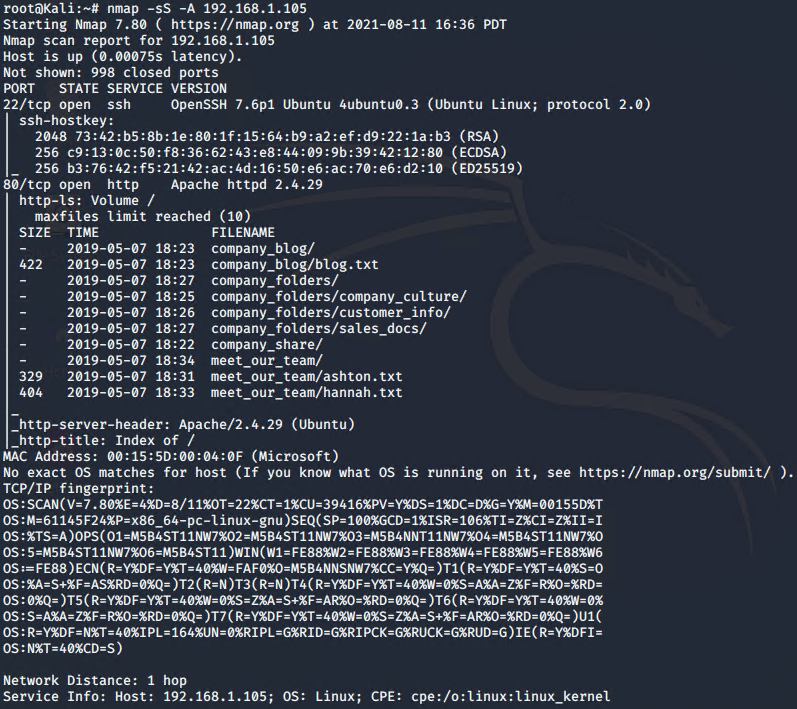 root@Kali:~# nmap -sS -A 192.168.1.105
Starting Nmap 7.80 ( https://nmap.org ) at 2021-08-11 16:36 PDT
Nmap scan report for 192.168.1.105
Host is up (0.00075s latency).
Not shown: 998 closed ports
PORT   STATE SERVICE VERSION
22/tcp open  ssh     OpenSSH 7.6p1 Ubuntu 4ubuntu0.3 (Ubuntu Linux; protocol 2.0)
| ssh-hostkey:
|   2048 73:42:b5:8b:1e:80:1f:15:64:b9:a2:ef:d9:22:1a:b3 (RSA)
|   256 c9:13:0c:50:f8:36:62:43:e8:44:09:9b:39:42:12:80 (ECDSA)
|_  256 b3:76:42:f5:21:42:ac:4d:16:50:e6:ac:70:e6:d2:10 (ED25519)
80/tcp open  http    Apache httpd 2.4.29
| http-ls: Volume /
|   maxfiles limit reached (10)
| SIZE  TIME              FILENAME
| -     2019-05-07 18:23  company_blog/
| 422   2019-05-07 18:23  company_blog/blog.txt
| -     2019-05-07 18:27  company_folders/
| -     2019-05-07 18:25  company_folders/company_culture/
| -     2019-05-07 18:26  company_folders/customer_info/
| -     2019-05-07 18:27  company_folders/sales_docs/
| -     2019-05-07 18:22  company_share/
| -     2019-05-07 18:34  meet_our_team/
| 329   2019-05-07 18:31  meet_our_team/ashton.txt
| 404   2019-05-07 18:33  meet_our_team/hannah.txt
|_
|_http-server-header: Apache/2.4.29 (Ubuntu)
|_http-title: Index of /
MAC Address: 00:15:5D:00:04:0F (Microsoft)
No exact OS matches for host (If you know what OS is running on it, see https://nmap.org/submit/ ).
TCP/IP fingerprint:
OS:SCAN(V=7.80%E=4%D=8/11%OT=22%CT=1%CU=39416%PV=Y%DS=1%DC=D%G=Y%M=00155D%T
OS:M=61145F24%P=x86_64-pc-linux-gnu)SEQ(SP=100%GCD=1%ISR=106%TI=Z%CI=Z%II=I
OS:%TS=A)OPS(O1=M5B4ST11NW7%O2=M5B4ST11NW7%O3=M5B4NNT11NW7%O4=M5B4ST11NW7%O
OS:5=M5B4ST11NW7%O6=M5B4ST11)WIN(W1=FE88%W2=FE88%W3=FE88%W4=FE88%W5=FE88%W6
OS:=FE88)ECN(R=Y%DF=Y%T=40%W=FAF0%O=M5B4NNSNW7%CC=Y%Q=)T1(R=Y%DF=Y%T=40%S=O
OS:%A=S+%F=AS%RD=0%Q=)T2(R=N)T3(R=N)T4(R=Y%DF=Y%T=40%W=0%S=A%A=Z%F=R%O=%RD=
OS:0%Q=)T5(R=Y%DF=Y%T=40%W=0%S=Z%A=S+%F=AR%O=%RD=0%Q=)T6(R=Y%DF=Y%T=40%W=0%
OS:S=A%A=Z%F=R%O=%RD=0%Q=)T7(R=Y%DF=Y%T=40%W=0%S=Z%A=S+%F=AR%O=%RD=0%Q=)U1(
OS:R=Y%DF=N%T=40%IPL=164%UN=0%RIPL=G%RID=G%RIPCK=G%RUCK=G%RUD=G)IE(R=Y%DFI=
OS:N%T=40%CD=S)
Network Distance: 1 hop
Service Info: Host: 192.168.1.105; OS: Linux; CPE: cpe:/o:linux:linux_kernel